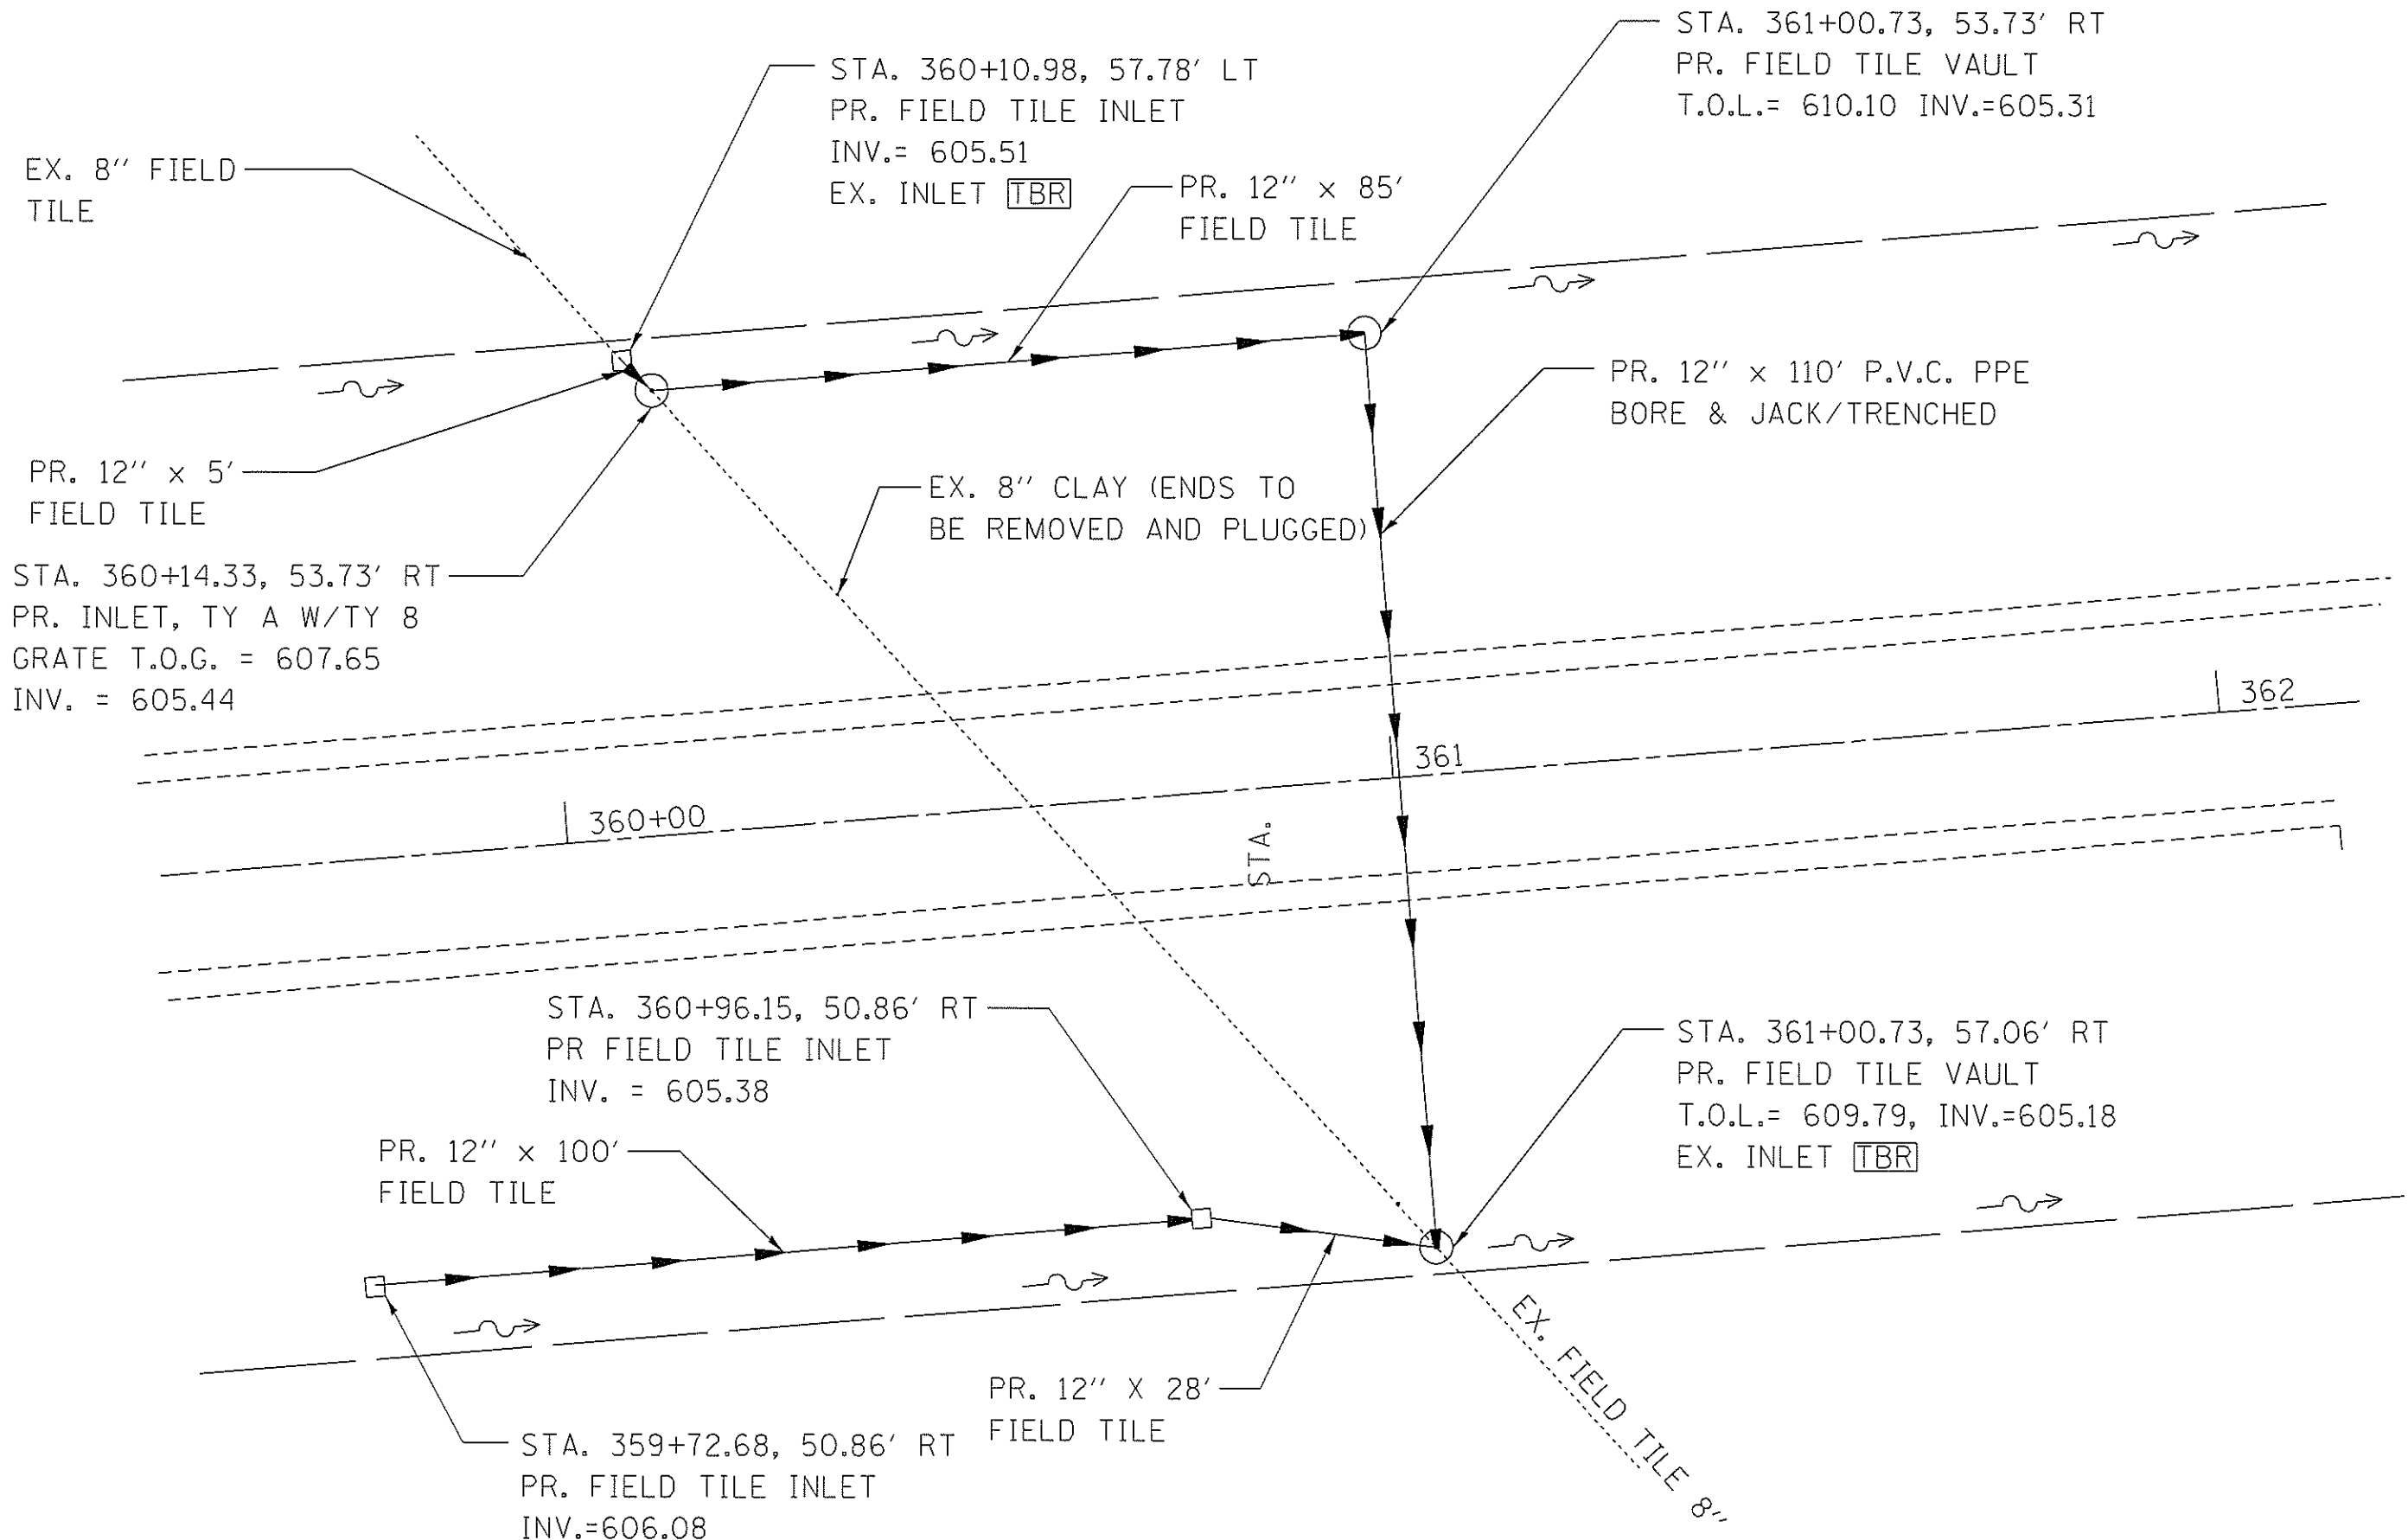 STA. 361+00.73, 53.73' RT
PR. FIELD TILE VAULT
T.O.L.= 610.10 INV.=605.31
STA. 360+10.98, 57.78' LT
PR. FIELD TILE INLET
INV.= 605.51
EX. INLET TBR
EX. 8'' FIELD
TILE
PR. 12'' x 85'
FIELD TILE
PR. 12'' x 110' P.V.C. PPE
BORE & JACK/TRENCHED
PR. 12'' x 5'
FIELD TILE
EX. 8'' CLAY (ENDS TO
BE REMOVED AND PLUGGED)
STA. 360+14.33, 53.73' RT
PR. INLET, TY A W/TY 8
GRATE T.O.G. = 607.65
INV. = 605.44
362
361
360+00
STA.
STA. 360+96.15, 50.86' RT
PR FIELD TILE INLET
INV. = 605.38
STA. 361+00.73, 57.06' RT
PR. FIELD TILE VAULT
T.O.L.= 609.79, INV.=605.18
EX. INLET TBR
PR. 12'' x 100'
FIELD TILE
EX. FIELD TILE 8''
PR. 12'' X 28'
FIELD TILE
STA. 359+72.68, 50.86' RT
PR. FIELD TILE INLET
INV.=606.08